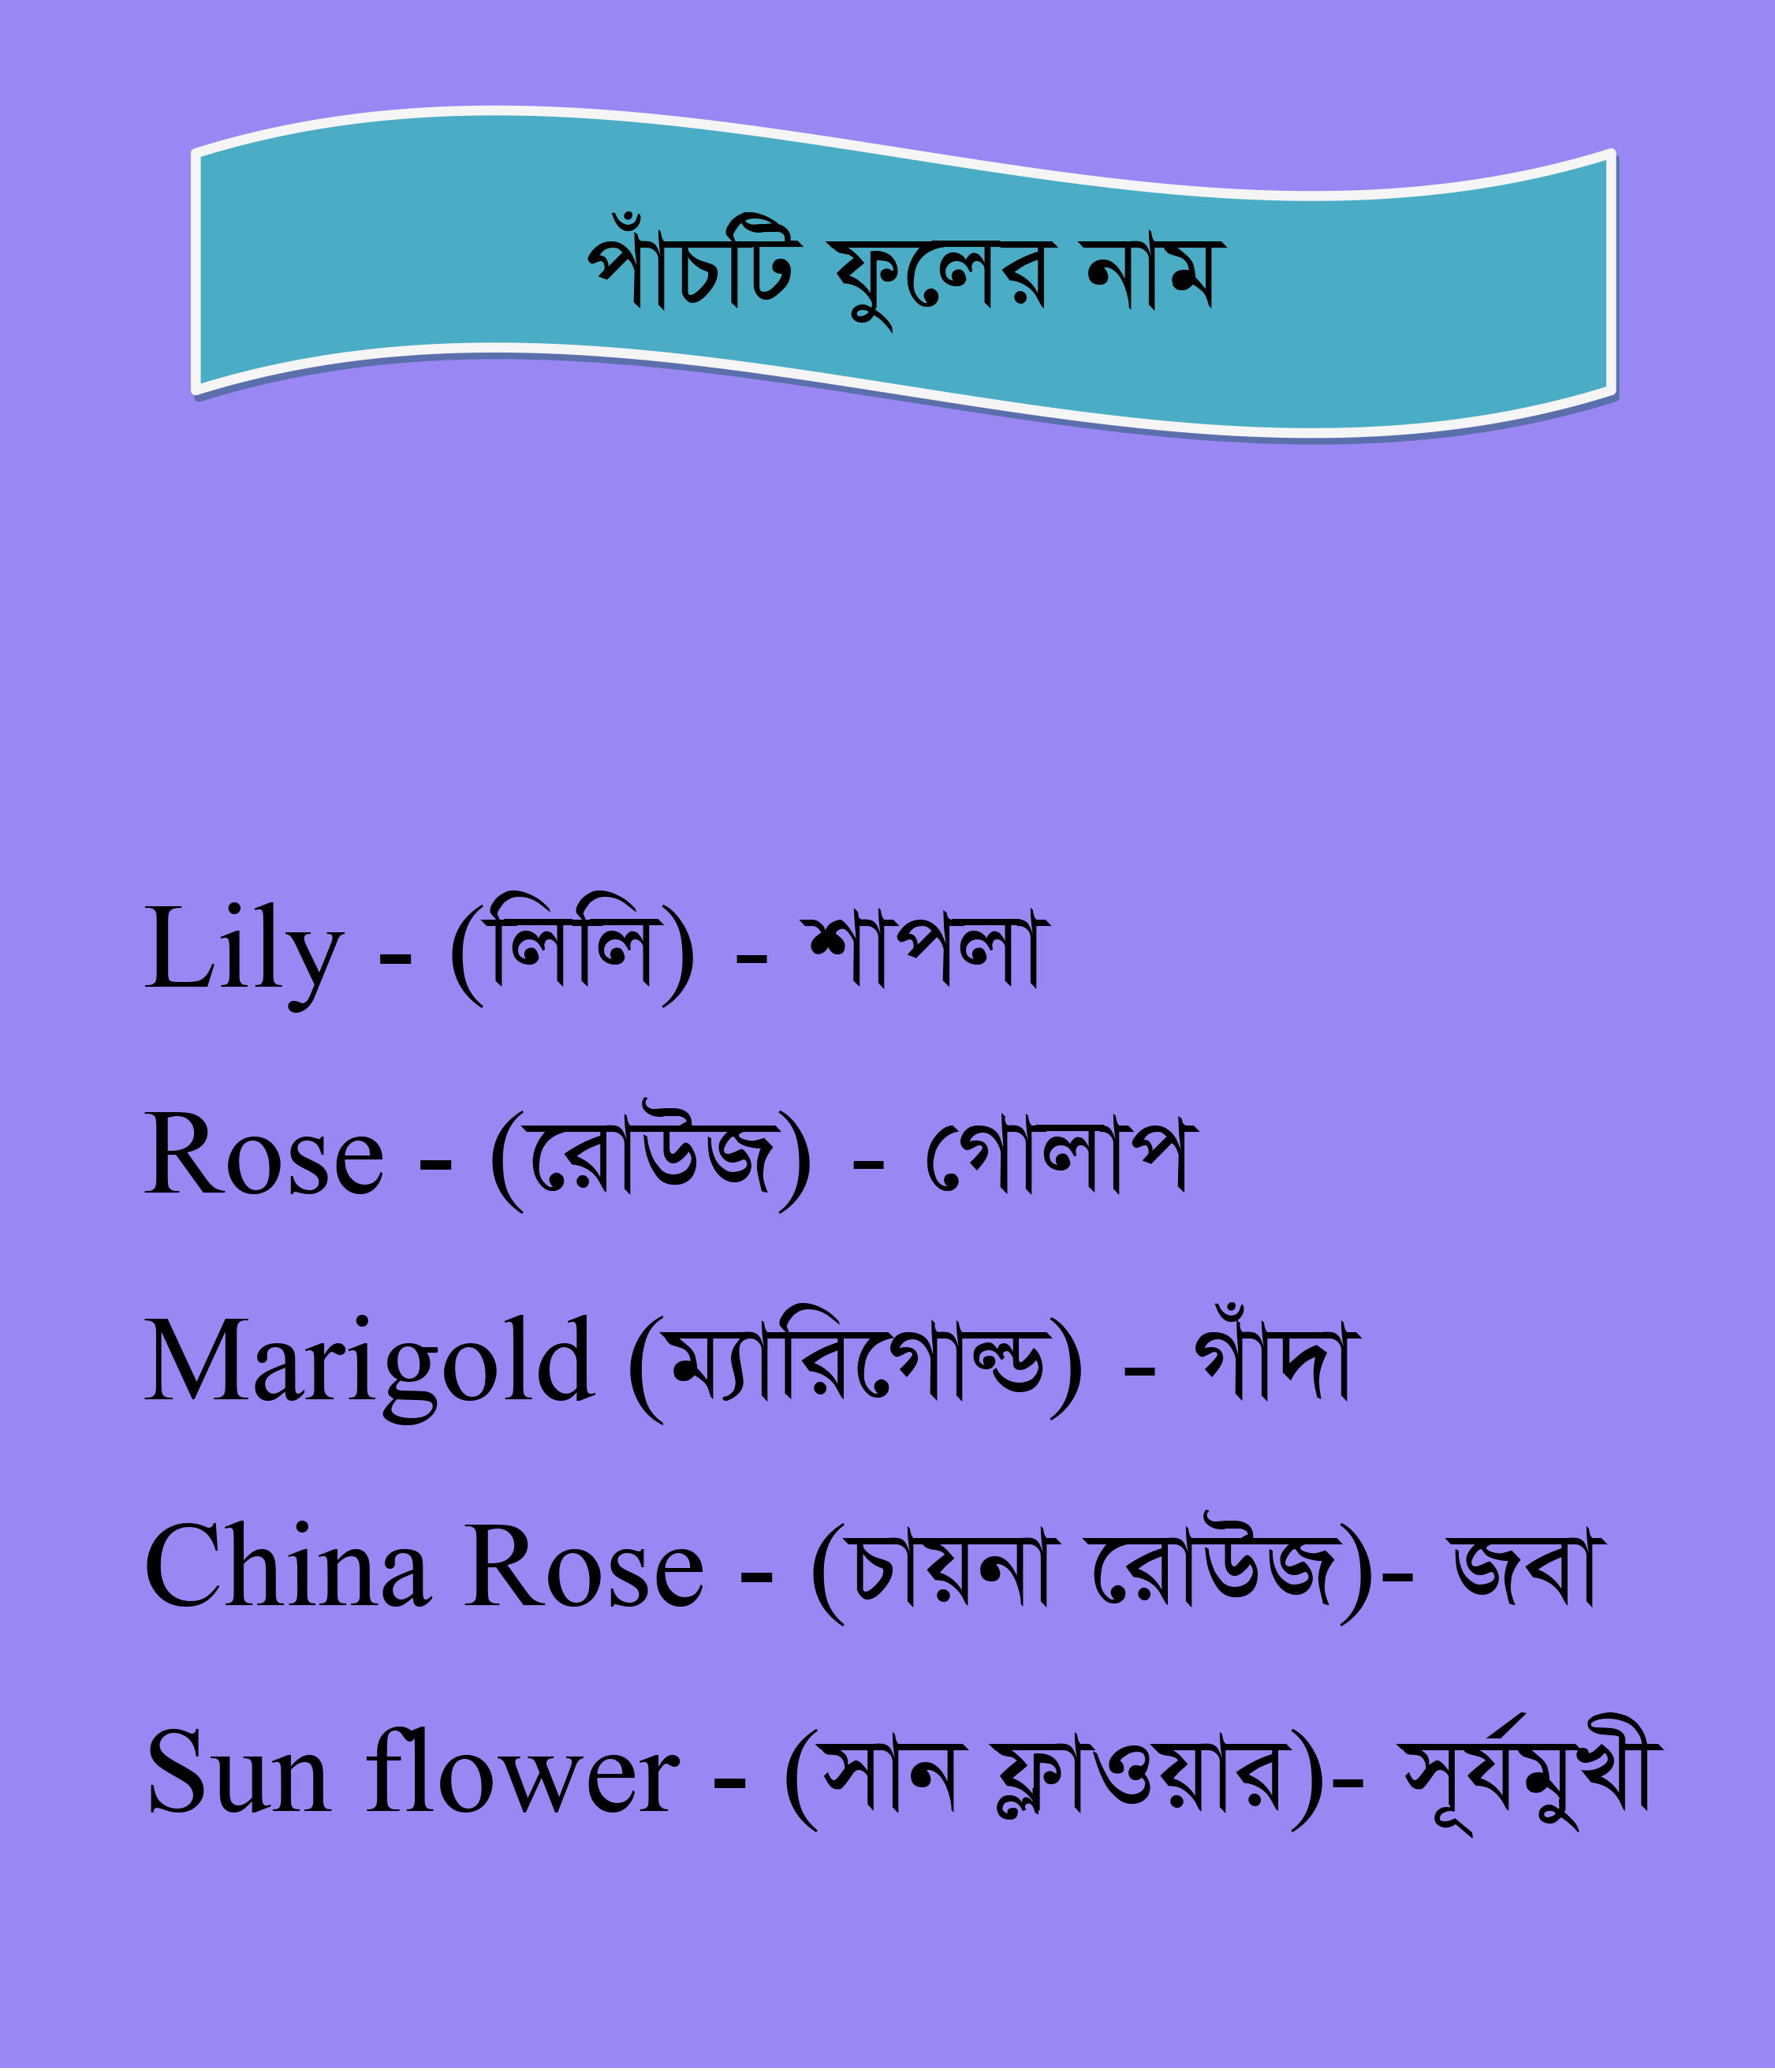 পাঁচটি ফুলের নাম
Lily - (লিলি) - শাপলা
Rose - (রোউজ) - গোলাপ
Marigold (ম্যারিগোল্ড) - গাঁদা
China Rose - (চায়না রোউজ)- জবা
Sun flower - (সান ফ্লাওয়ার)- সূর্যমুখী